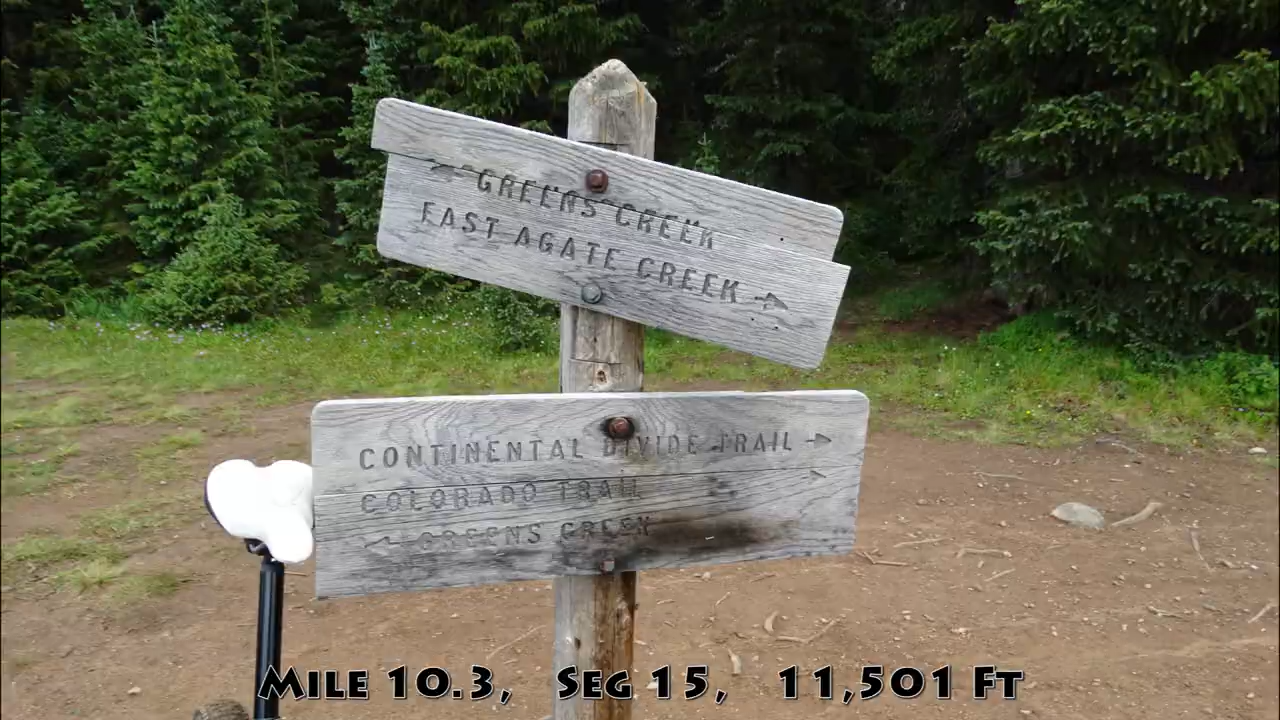 ← GREENS CREEK
EAST AGATE CREEK →
CONTINENTAL DIVIDE TRAIL →
COLORADO TRAIL →
← GREENS CREEK
Mile 10.3, Seg 15, 11,501 Ft